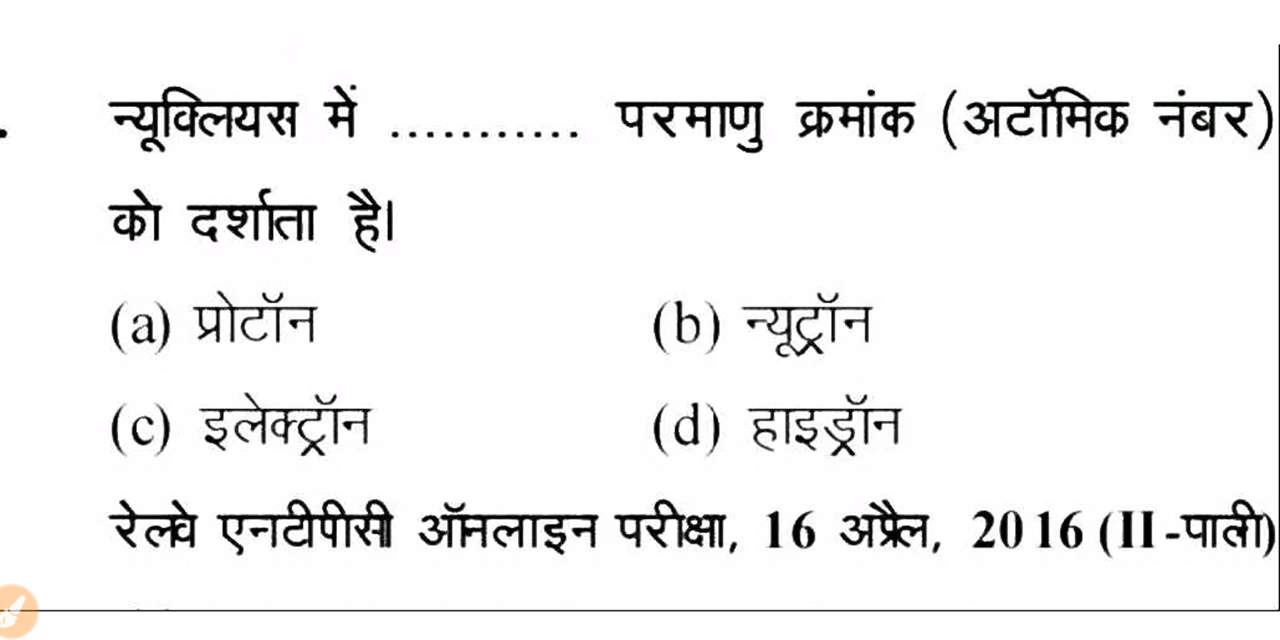 न्यूक्लियस में ............ परमाणु क्रमांक (अटॉमिक नंबर)
को दर्शाता है।
(a) प्रोटॉन (b) न्यूट्रॉन
(c) इलेक्ट्रॉन (d) हाइड्रॉन
रेलवे एनटीपीसी ऑनलाइन परीक्षा, 16 अप्रैल, 2016 (II-पाली)